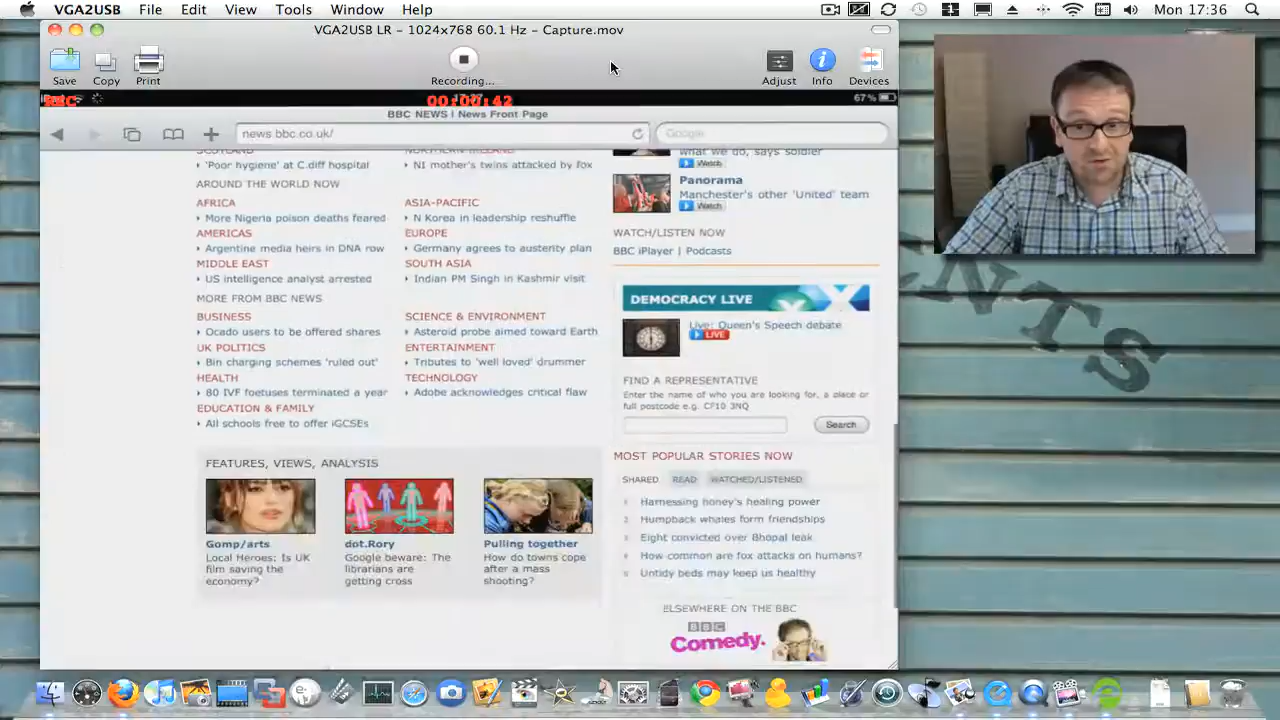 VGA2USB File Edit View Tools Window Help
Mon 17:36
VGA2USB LR - 1024x768 60.1 Hz - Capture.mov
Save Copy Print
Recording...
Adjust Info Devices
REC 00:00:42
67%
BBC NEWS | News Front Page
news.bbc.co.uk/
Google
SCOTLAND
'Poor hygiene' at C.diff hospital
NORTHERN IRELAND
NI mother's twins attacked by fox
AROUND THE WORLD NOW
AFRICA
More Nigeria poison deaths feared
ASIA-PACIFIC
N Korea in leadership reshuffle
AMERICAS
Argentine media heirs in DNA row
EUROPE
Germany agrees to austerity plan
MIDDLE EAST
US intelligence analyst arrested
SOUTH ASIA
Indian PM Singh in Kashmir visit
MORE FROM BBC NEWS
BUSINESS
Ocado users to be offered shares
SCIENCE & ENVIRONMENT
Asteroid probe aimed toward Earth
UK POLITICS
Bin charging schemes 'ruled out'
ENTERTAINMENT
Tributes to 'well loved' drummer
HEALTH
80 IVF foetuses terminated a year
TECHNOLOGY
Adobe acknowledges critical flaw
EDUCATION & FAMILY
All schools free to offer iGCSEs
FEATURES, VIEWS, ANALYSIS
Gomp/arts
Local Heroes: Is UK
film saving the
economy?
dot.Rory
Google beware: The
librarians are
getting cross
Pulling together
How do towns cope
after a mass
shooting?
what we do, says soldier
Watch
Panorama
Manchester's other 'United' team
Watch
WATCH/LISTEN NOW
BBC iPlayer | Podcasts
DEMOCRACY LIVE
Live: Queen's Speech debate
LIVE
FIND A REPRESENTATIVE
Enter the name of who you are looking for, a place or
full postcode e.g. CF10 3NQ
Search
MOST POPULAR STORIES NOW
SHARED READ WATCHED/LISTENED
1 Harnessing honey's healing power
2 Humpback whales form friendships
3 Eight convicted over Bhopal leak
4 How common are fox attacks on humans?
5 Untidy beds may keep us healthy
ELSEWHERE ON THE BBC
BBC
Comedy.
ENTS